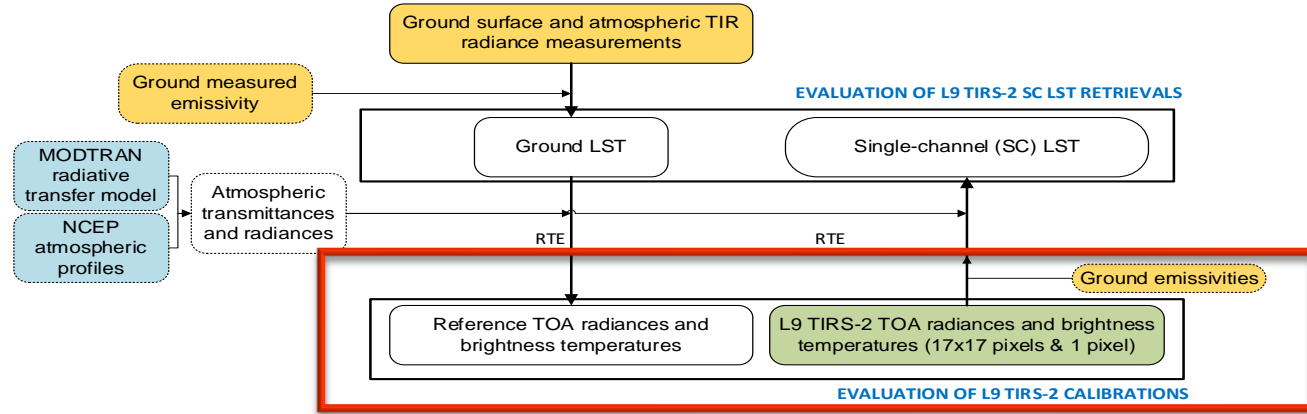 Ground surface and atmospheric TIR
radiance measurements
Ground measured
emissivity
EVALUATION OF L9 TIRS-2 SC LST RETRIEVALS
Ground LST
Single-channel (SC) LST
MODTRAN
radiative
transfer model
Atmospheric
transmittances
and radiances
NCEP
atmospheric
profiles
RTE
RTE
Ground emissivities
Reference TOA radiances and
brightness temperatures
L9 TIRS-2 TOA radiances and brightness
temperatures (17x17 pixels & 1 pixel)
EVALUATION OF L9 TIRS-2 CALIBRATIONS